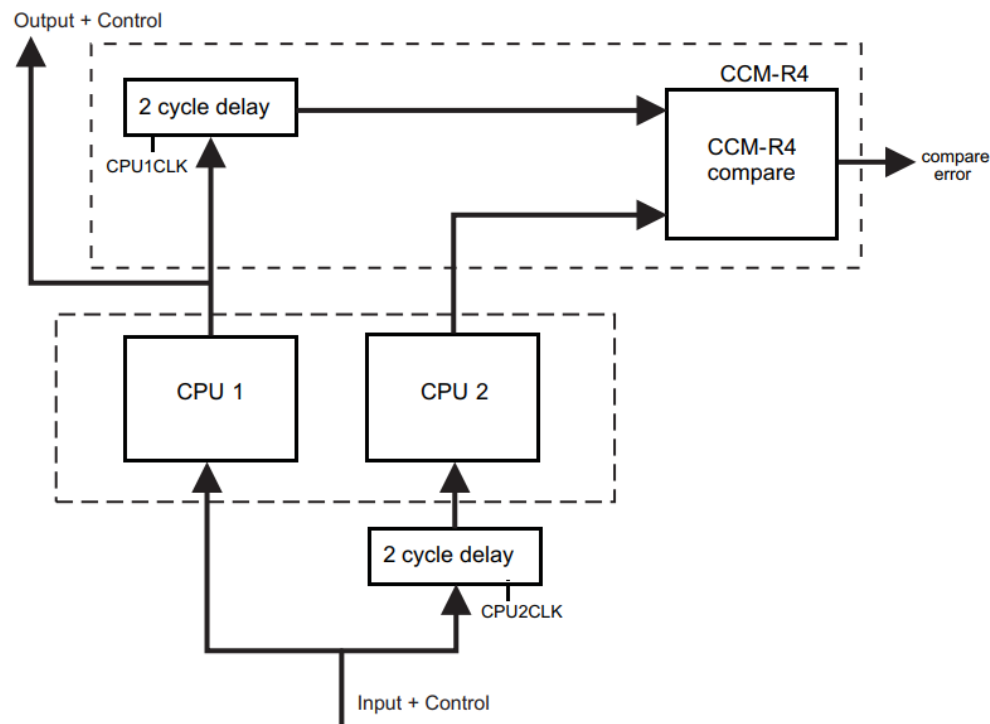 Output + Control
CCM-R4
2 cycle delay
CPU1CLK
CCM-R4
compare
compare
error
CPU 1
CPU 2
2 cycle delay
CPU2CLK
Input + Control